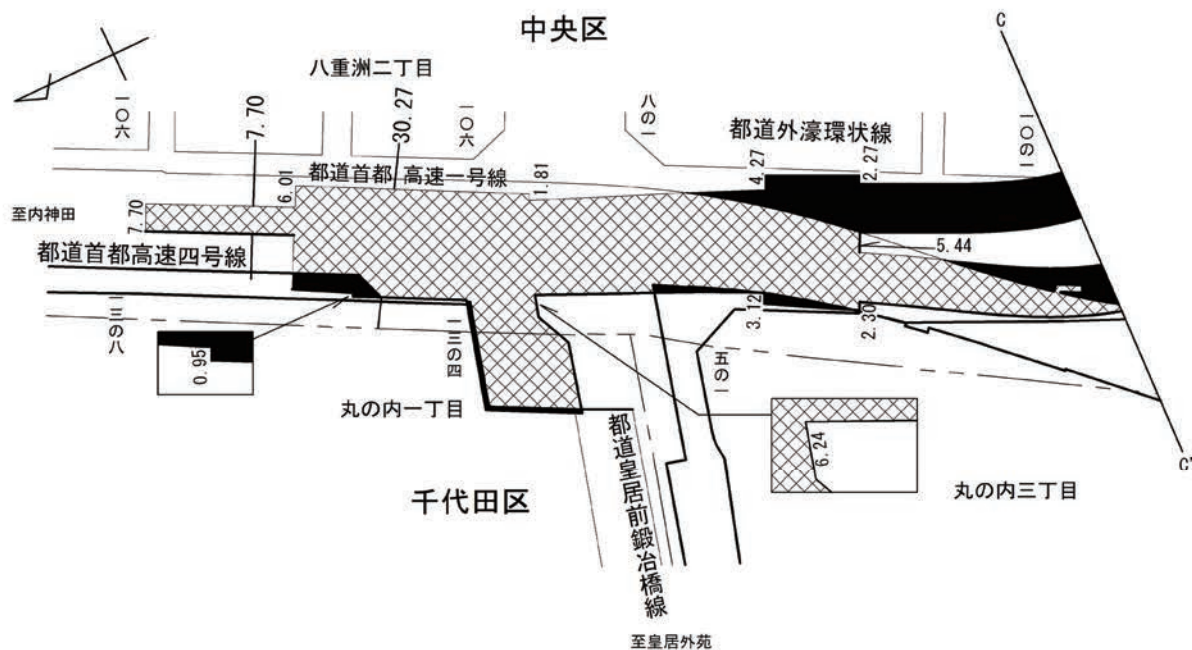 中央区
C
八重洲二丁目
一〇六
7.70
30.27
一〇六
八の一
都道外濠環状線
一〇の一
6.01
都道首都高速一号線
1.81
4.27
2.27
至内神田
7.70
都道首都高速四号線
5.44
三の八
0.95
二三の四
3.12
2.30
五の一
丸の内一丁目
都道皇居前鍛冶橋線
6.24
千代田区
丸の内三丁目
C'
至皇居外苑